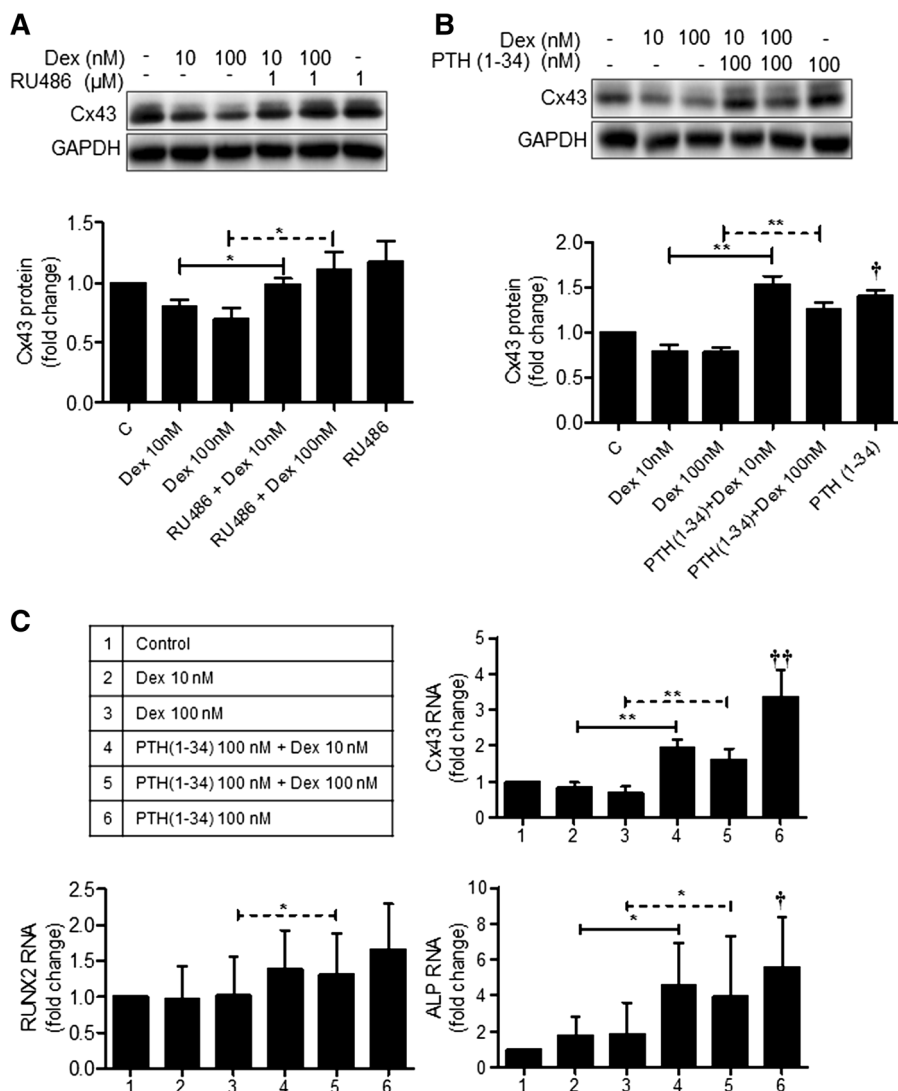 A
Dex (nM) - 10 100 10 100 -
RU486 (µM) - - - 1 1 1
Cx43
GAPDH
1.5
1.0
0.5
0.0
Cx43 protein
(fold change)
*
*
C
Dex 10nM
Dex 100nM
RU486 + Dex 10nM
RU486 + Dex 100nM
RU486
B
Dex (nM) - 10 100 10 100 -
PTH (1-34) (nM) - - - 100 100 100
Cx43
GAPDH
2.0
1.5
1.0
0.5
0.0
Cx43 protein
(fold change)
**
**
†
C
Dex 10nM
Dex 100nM
PTH(1-34)+Dex 10nM
PTH(1-34)+Dex 100nM
PTH (1-34)
C
1 Control
2 Dex 10 nM
3 Dex 100 nM
4 PTH(1-34) 100 nM + Dex 10 nM
5 PTH(1-34) 100 nM + Dex 100 nM
6 PTH(1-34) 100 nM
5
4
3
2
1
0
Cx43 RNA
(fold change)
**
**
††
1 2 3 4 5 6
2.5
2.0
1.5
1.0
0.5
0.0
RUNX2 RNA
(fold change)
*
1 2 3 4 5 6
10
8
6
4
2
0
ALP RNA
(fold change)
*
*
†
1 2 3 4 5 6